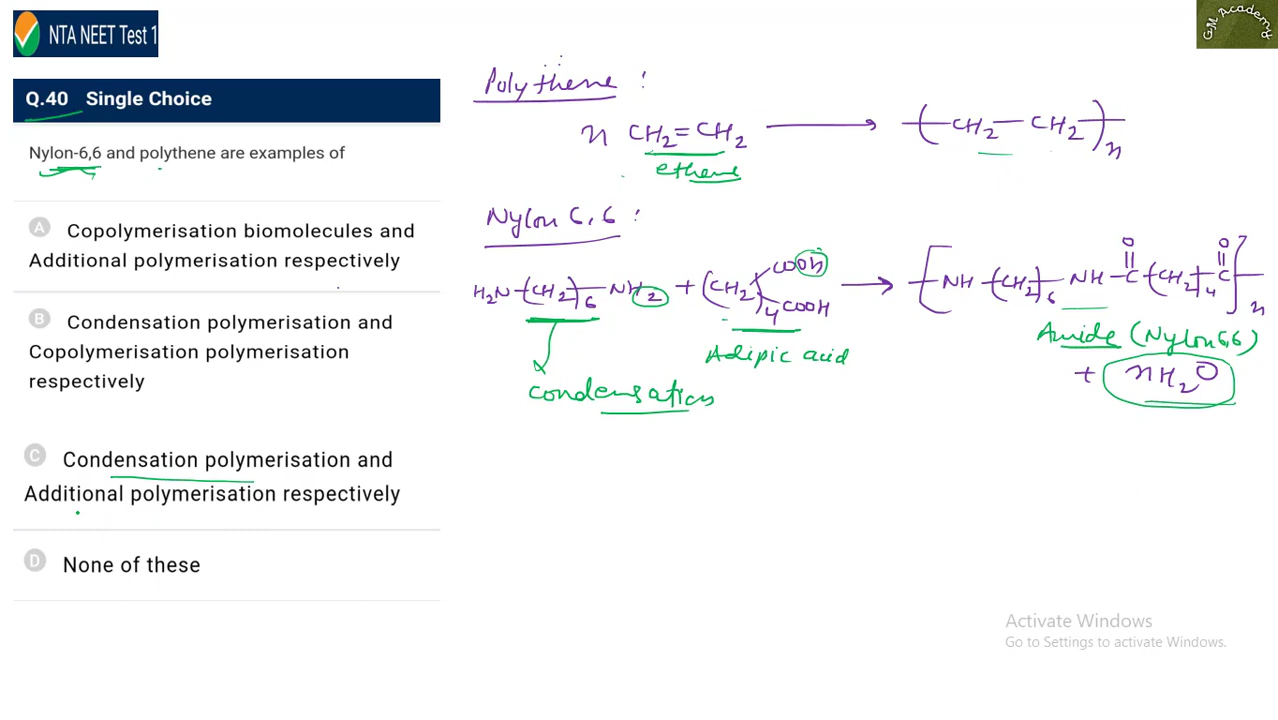 NTA NEET Test 1
GM Academy
Q.40 Single Choice
Nylon-6,6 and polythene are examples of
A Copolymerisation biomolecules and
Additional polymerisation respectively
B Condensation polymerisation and
Copolymerisation polymerisation
respectively
C Condensation polymerisation and
Additional polymerisation respectively
D None of these
Polythene :
n CH₂=CH₂ ⟶ (-CH₂-CH₂-)n
ethene
Nylon 6,6 :
H₂N-(CH₂)₆-NH₂ + (CH₂)₄ COOH COOH ⟶ [NH-(CH₂)₆-NH-C(=O)-(CH₂)₄-C(=O)]n
Adipic acid
condensation
Amide (Nylon6,6)
+ nH₂O
Activate Windows
Go to Settings to activate Windows.